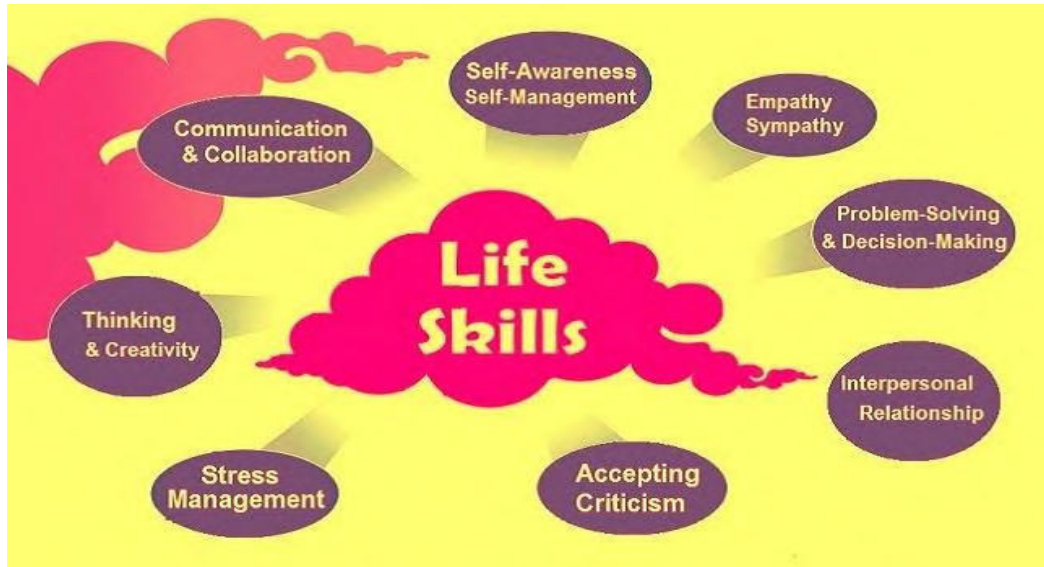 Self-Awareness
Self-Management
Empathy
Sympathy
Communication
& Collaboration
Problem-Solving
& Decision-Making
Life
Skills
Thinking
& Creativity
Interpersonal
Relationship
Stress
Management
Accepting
Criticism